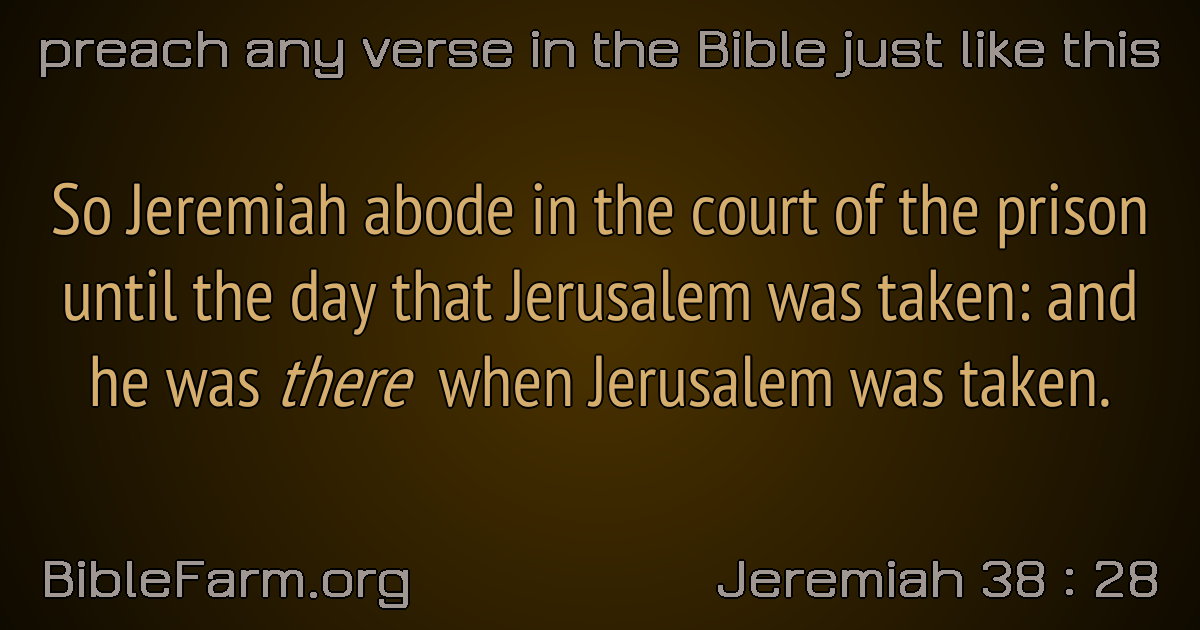 preach any verse in the Bible just like this
So Jeremiah abode in the court of the prison
until the day that Jerusalem was taken: and
he was there when Jerusalem was taken.
BibleFarm.org
Jeremiah 38 : 28